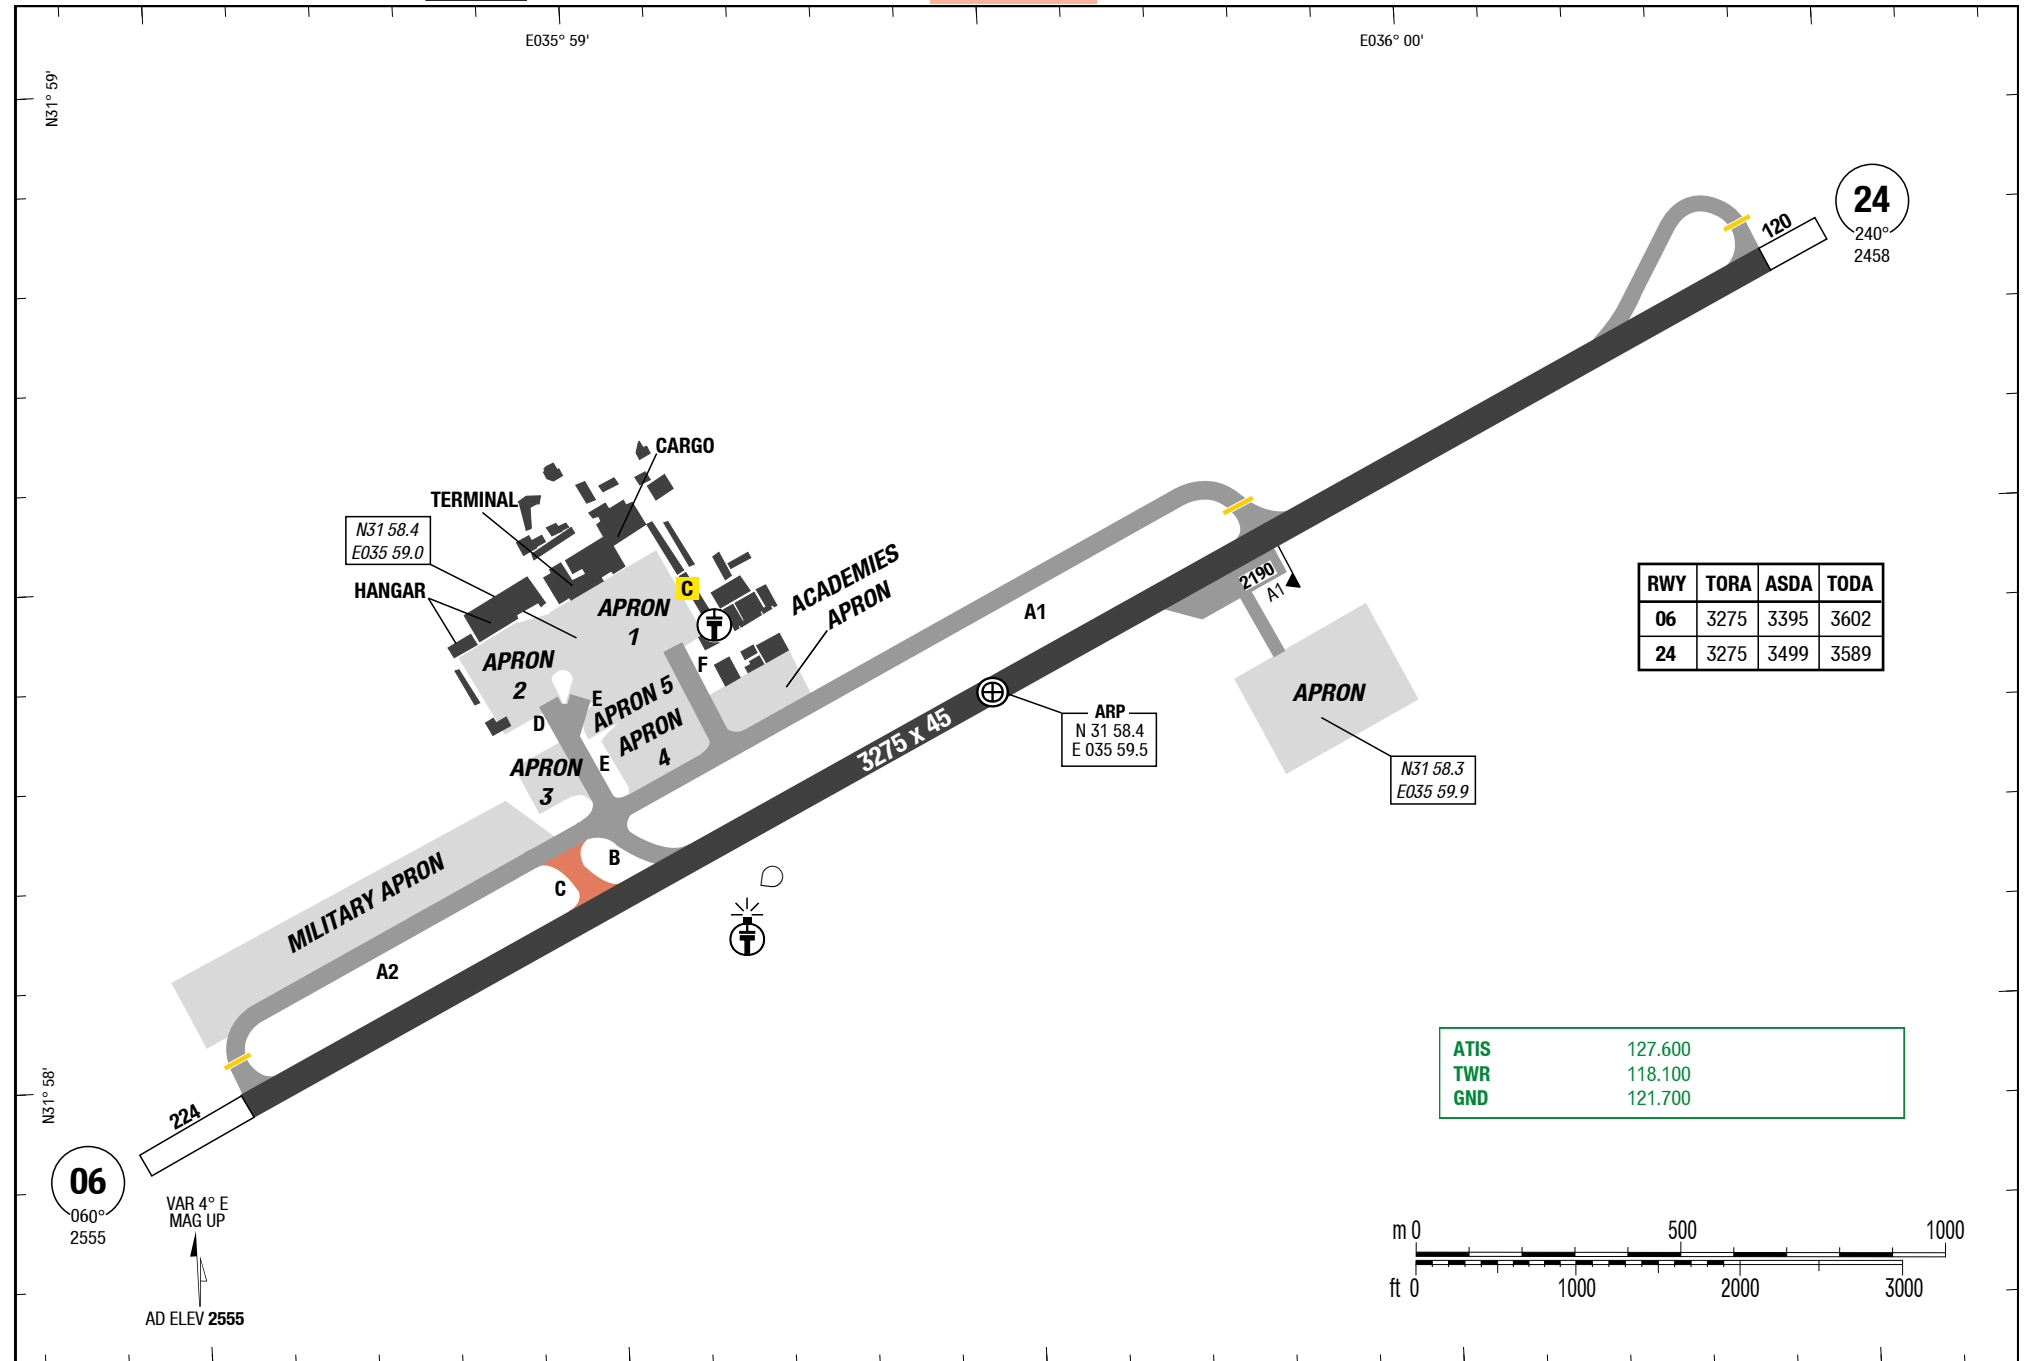 E035° 59'
E036° 00'
N31° 59'
24
240°
2458
120
CARGO
TERMINAL
N31 58.4
E035 59.0
HANGAR
C
APRON
1
ACADEMIES
APRON
APRON
2
F
E
D
APRON 5
APRON
4
E
APRON
3
A1
2190
A1
APRON
ARP
N 31 58.4
E 035 59.5
3275 x 45
N31 58.3
E035 59.9
RWY TORA ASDA TODA
06 3275 3395 3602
24 3275 3499 3589
B
C
MILITARY APRON
A2
N31° 58'
224
06
060°
2555
VAR 4° E
MAG UP
AD ELEV 2555
ATIS 127.600
TWR 118.100
GND 121.700
m 0 500 1000
ft 0 1000 2000 3000